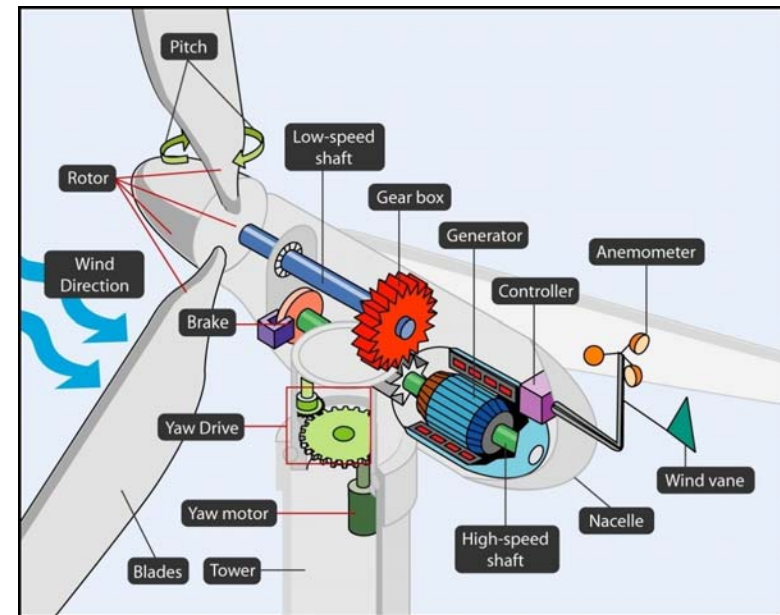 Pitch
Low-speed
shaft
Rotor
Gear box
Generator
Anemometer
Wind
Direction
Controller
Brake
Yaw Drive
Wind vane
Yaw motor
Nacelle
High-speed
shaft
Blades
Tower